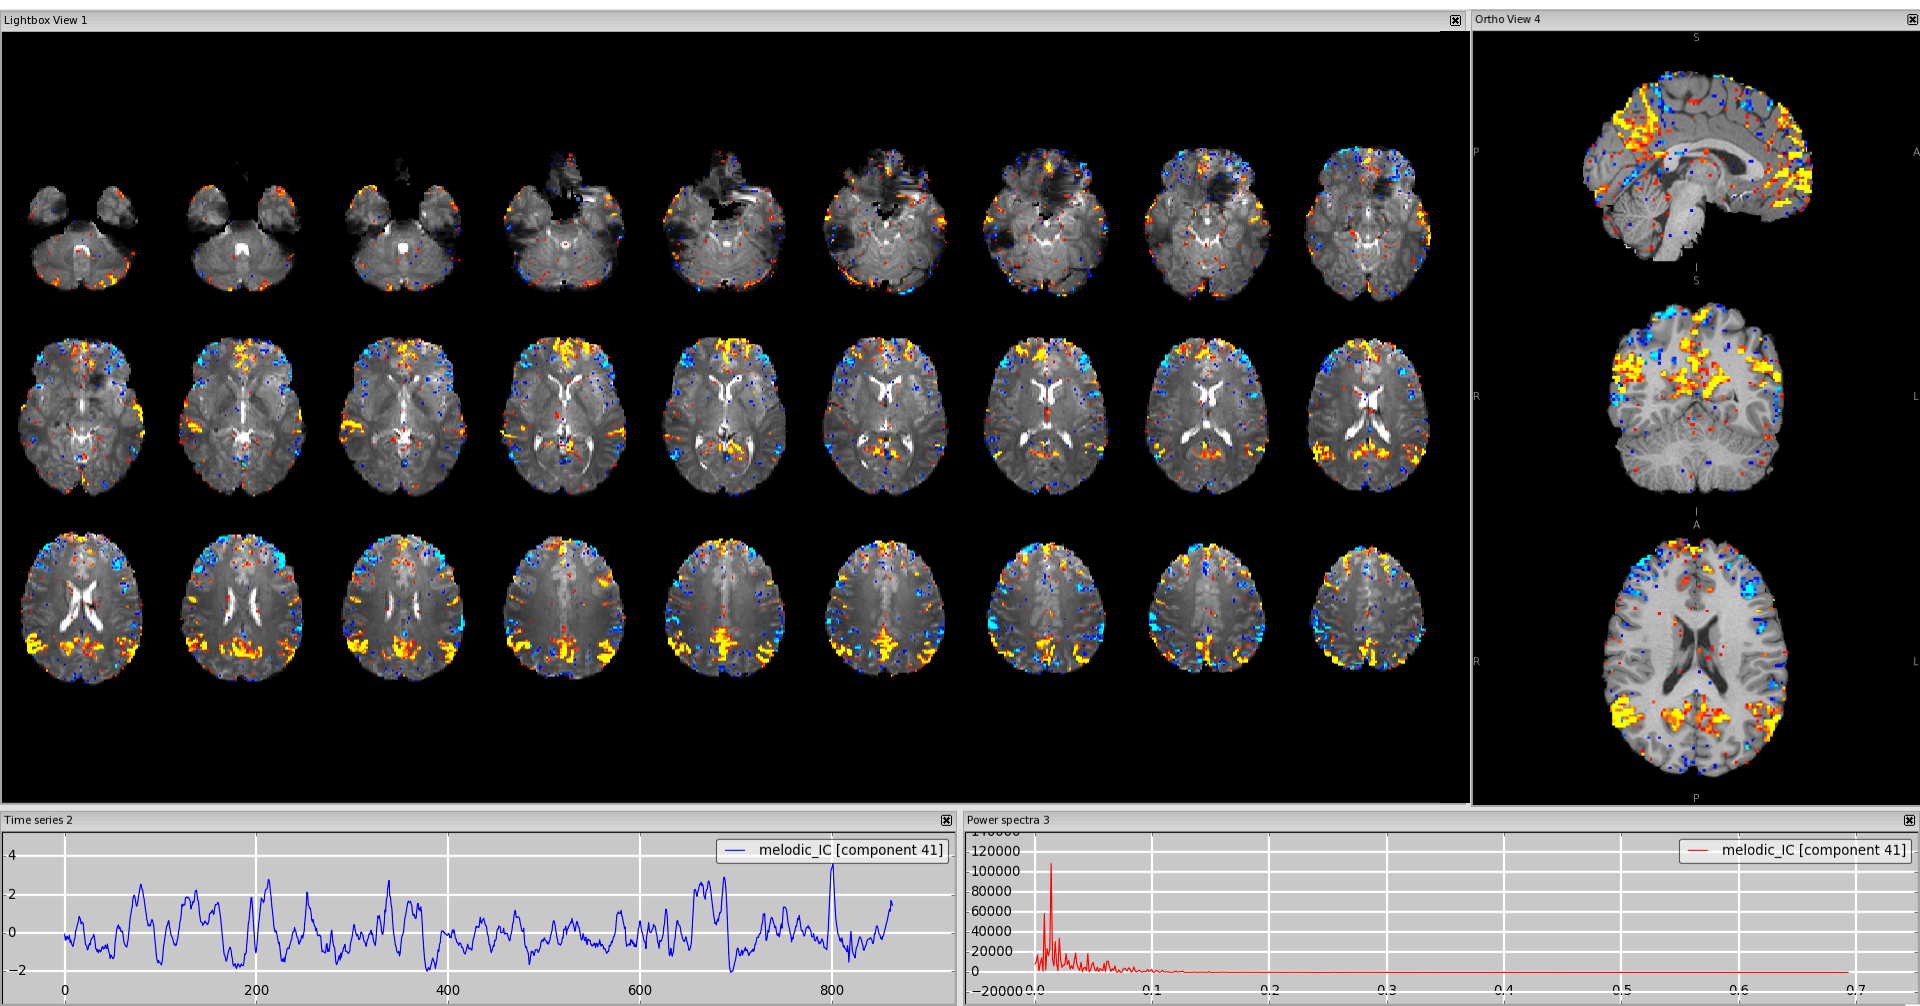 Lightbox View 1
Ortho View 4
S
P
A
I
S
R
L
I
A
R
L
P
Time series 2
melodic_IC [component 41]
4
2
0
−2
0
200
400
600
800
Power spectra 3
melodic_IC [component 41]
140000
120000
100000
80000
60000
40000
20000
0
−20000
0.0
0.1
0.2
0.3
0.4
0.5
0.6
0.7